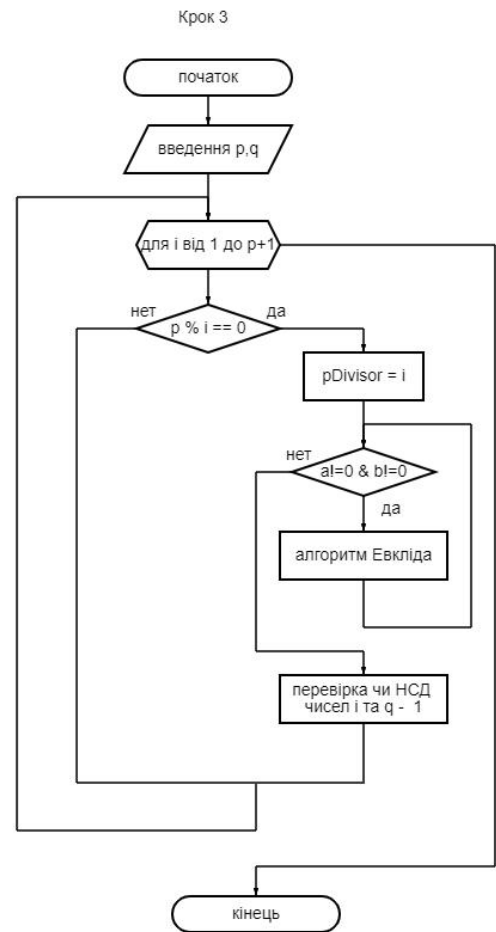 Крок 3
початок
введення p,q
для і від 1 до p+1
нет
да
p % i == 0
pDivisor = i
нет
a!=0 & b!=0
да
алгоритм Евкліда
перевірка чи НСД
чисел і та q -  1
кінець